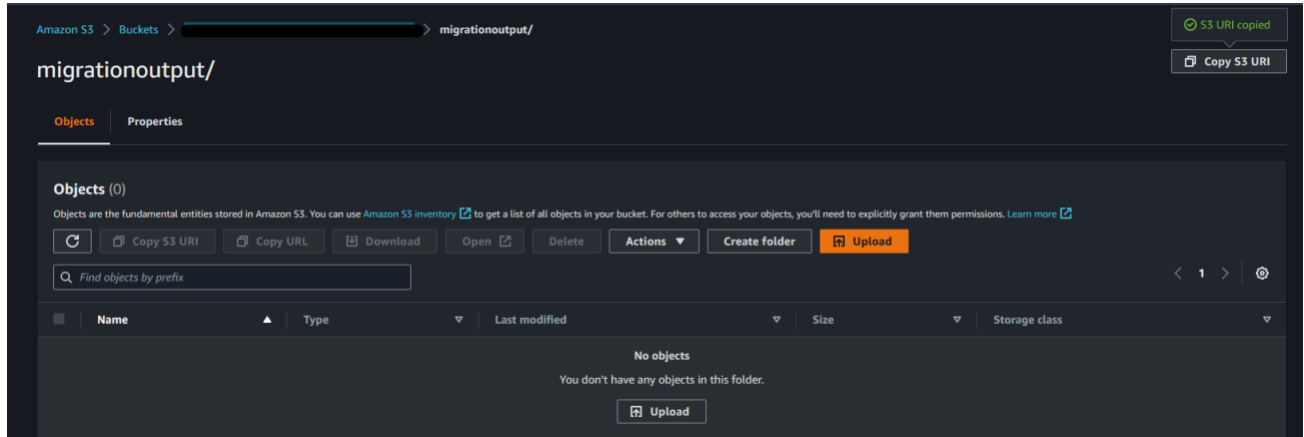 Amazon S3 > Buckets > > migrationoutput/
S3 URI copied
migrationoutput/
Copy S3 URI
Objects Properties
Objects (0)
Objects are the fundamental entities stored in Amazon S3. You can use Amazon S3 inventory to get a list of all objects in your bucket. For others to access your objects, you'll need to explicitly grant them permissions. Learn more
Copy S3 URI Copy URL Download Open Delete Actions Create folder Upload
Find objects by prefix
< 1 >
Name Type Last modified Size Storage class
No objects
You don't have any objects in this folder.
Upload